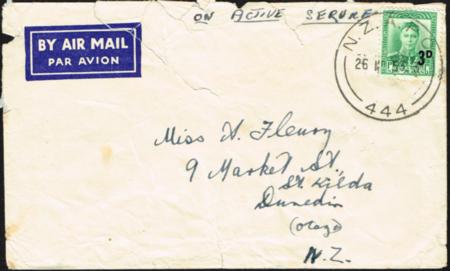 ON ACTIVE SERVICE
BY AIR MAIL
PAR AVION
N.Z.
3D
26
444
Miss N. Fleury
9 Market St.,
St. Kilda
Dunedin
(Otago)
N.Z.